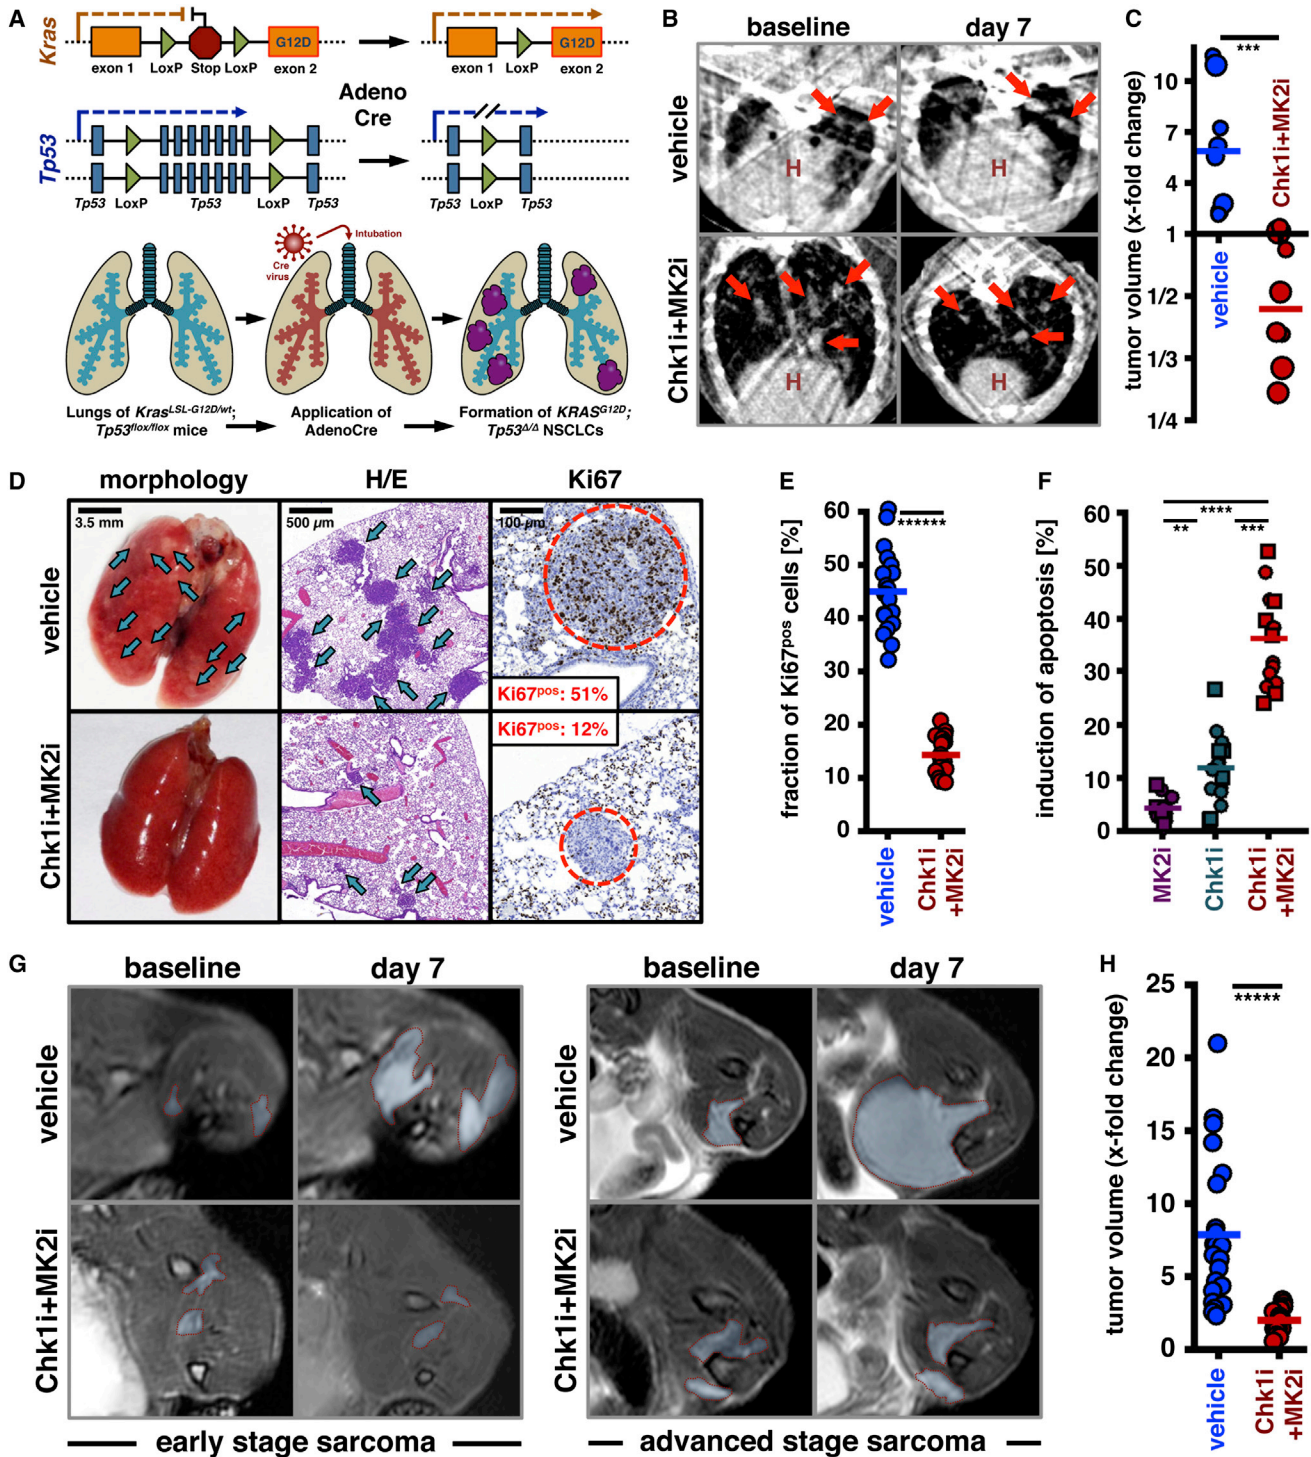 A
Kras
exon 1
LoxP
Stop
LoxP
G12D
exon 2
exon 1
LoxP
G12D
exon 2
Adeno
Cre
Tp53
Tp53
LoxP
Tp53
LoxP
Tp53
Tp53
LoxP
Tp53
Cre
virus
Intubation
Lungs of Kras^LSL-G12D/wt;
Tp53^flox/flox mice
Application of
AdenoCre
Formation of KRAS^G12D;
Tp53^Δ/Δ NSCLCs
B
baseline
day 7
vehicle
H
H
Chk1i+MK2i
H
H
C
tumor volume (x-fold change)
10
7
4
1
1/2
1/3
1/4
***
vehicle
Chk1i+MK2i
D
morphology
H/E
Ki67
vehicle
3.5 mm
500 µm
100 µm
Ki67^pos: 51%
Chk1i+MK2i
Ki67^pos: 12%
E
fraction of Ki67^pos cells [%]
60
50
40
30
20
10
0
******
vehicle
Chk1i
+MK2i
F
induction of apoptosis [%]
60
50
40
30
20
10
0
****
**
***
MK2i
Chk1i
Chk1i
+MK2i
G
baseline
day 7
baseline
day 7
vehicle
vehicle
Chk1i+MK2i
Chk1i+MK2i
early stage sarcoma
advanced stage sarcoma
H
tumor volume (x-fold change)
25
20
15
10
5
0
*****
vehicle
Chk1i
+MK2i